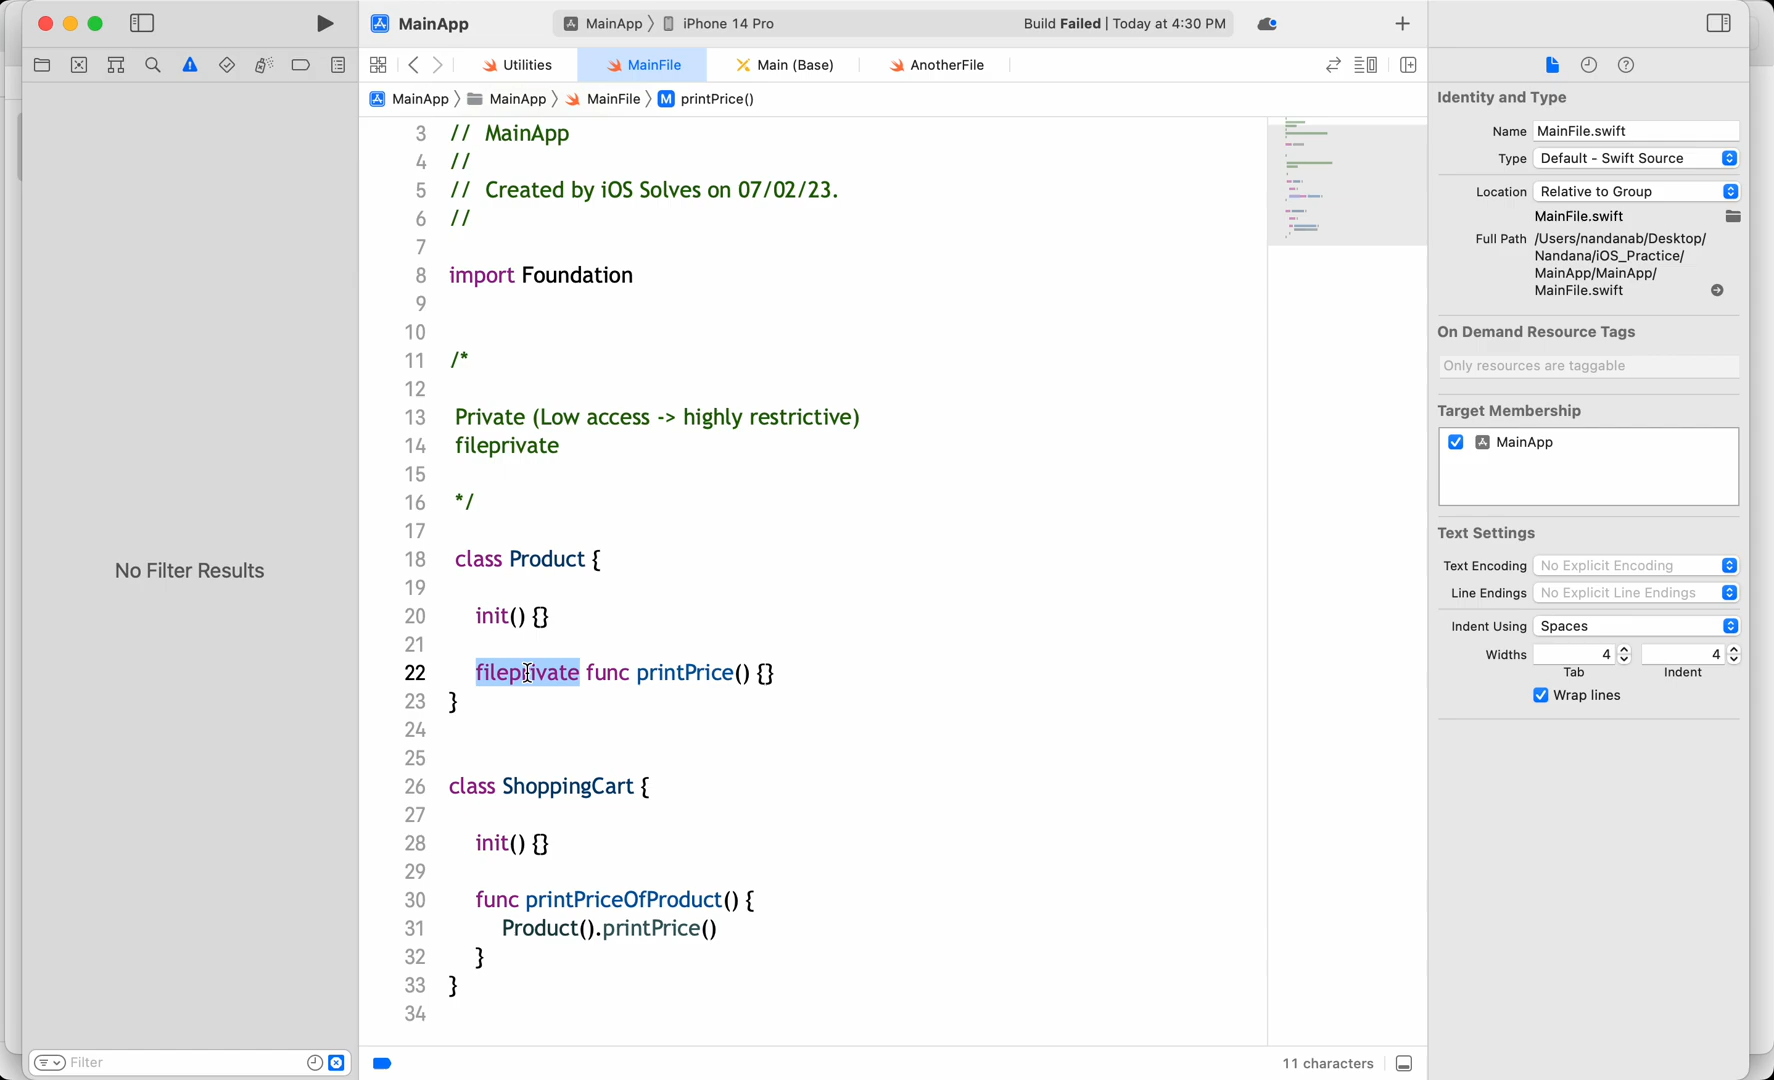 MainApp
MainApp
iPhone 14 Pro
Build Failed | Today at 4:30 PM
Utilities
MainFile
Main (Base)
AnotherFile
MainApp
MainApp
MainFile
M
printPrice()
3 // MainApp
4 //
5 // Created by iOS Solves on 07/02/23.
6 //
7
8 import Foundation
9
10
11 /*
12
13 Private (Low access -> highly restrictive)
14 fileprivate
15
16 */
17
18 class Product {
19
20 init() {}
21
22 fileprivate func printPrice() {}
23 }
24
25
26 class ShoppingCart {
27
28 init() {}
29
30 func printPriceOfProduct() {
31 Product().printPrice()
32 }
33 }
34
No Filter Results
Filter
11 characters
Identity and Type
Name MainFile.swift
Type Default - Swift Source
Location Relative to Group
MainFile.swift
Full Path /Users/nandanab/Desktop/
Nandana/iOS_Practice/
MainApp/MainApp/
MainFile.swift
On Demand Resource Tags
Only resources are taggable
Target Membership
MainApp
Text Settings
Text Encoding No Explicit Encoding
Line Endings No Explicit Line Endings
Indent Using Spaces
Widths 4 4
Tab Indent
Wrap lines